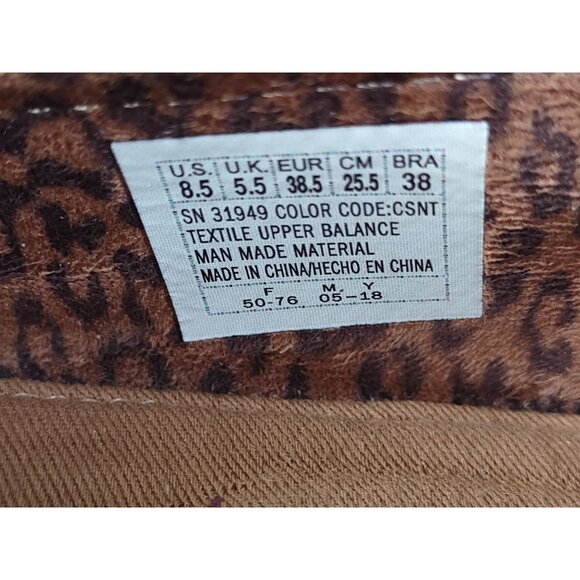 U.S. U.K. EUR CM BRA
8.5 5.5 38.5 25.5 38
SN 31949 COLOR CODE:CSNT
TEXTILE UPPER BALANCE
MAN MADE MATERIAL
MADE IN CHINA/HECHO EN CHINA
F M, Y
50-76 05-18